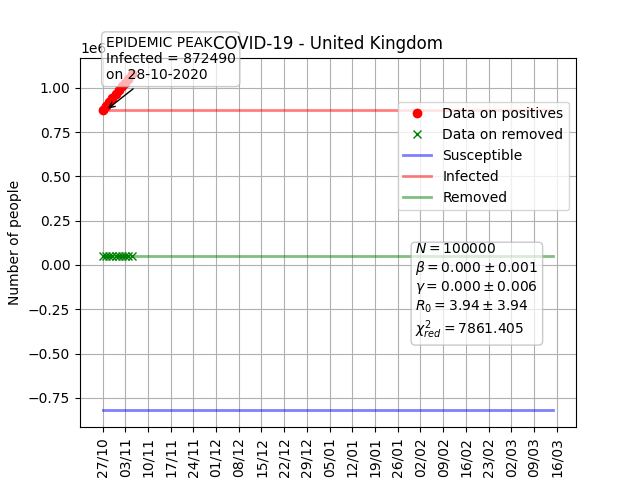 COVID-19 - United Kingdom
1e6
EPIDEMIC PEAK
Infected = 872490
on 28-10-2020
Number of people
1.00
0.75
0.50
0.25
0.00
−0.25
−0.50
−0.75
Data on positives
Data on removed
Susceptible
Infected
Removed
N = 100000
β = 0.000 ± 0.001
γ = 0.000 ± 0.006
R₀ = 3.94 ± 3.94
χ²red = 7861.405
27/10
03/11
10/11
17/11
24/11
01/12
08/12
15/12
22/12
29/12
05/01
12/01
19/01
26/01
02/02
09/02
16/02
23/02
02/03
09/03
16/03